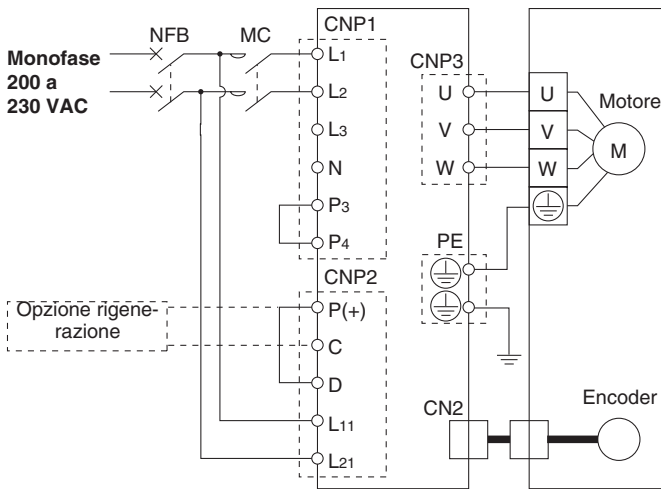 Monofase
200 a
230 VAC
NFB
MC
CNP1
L1
L2
L3
N
P3
P4
CNP2
Opzione rigene-
razione
P(+)
C
D
L11
L21
CNP3
U
V
W
PE
CN2
U
V
W
Motore
M
Encoder